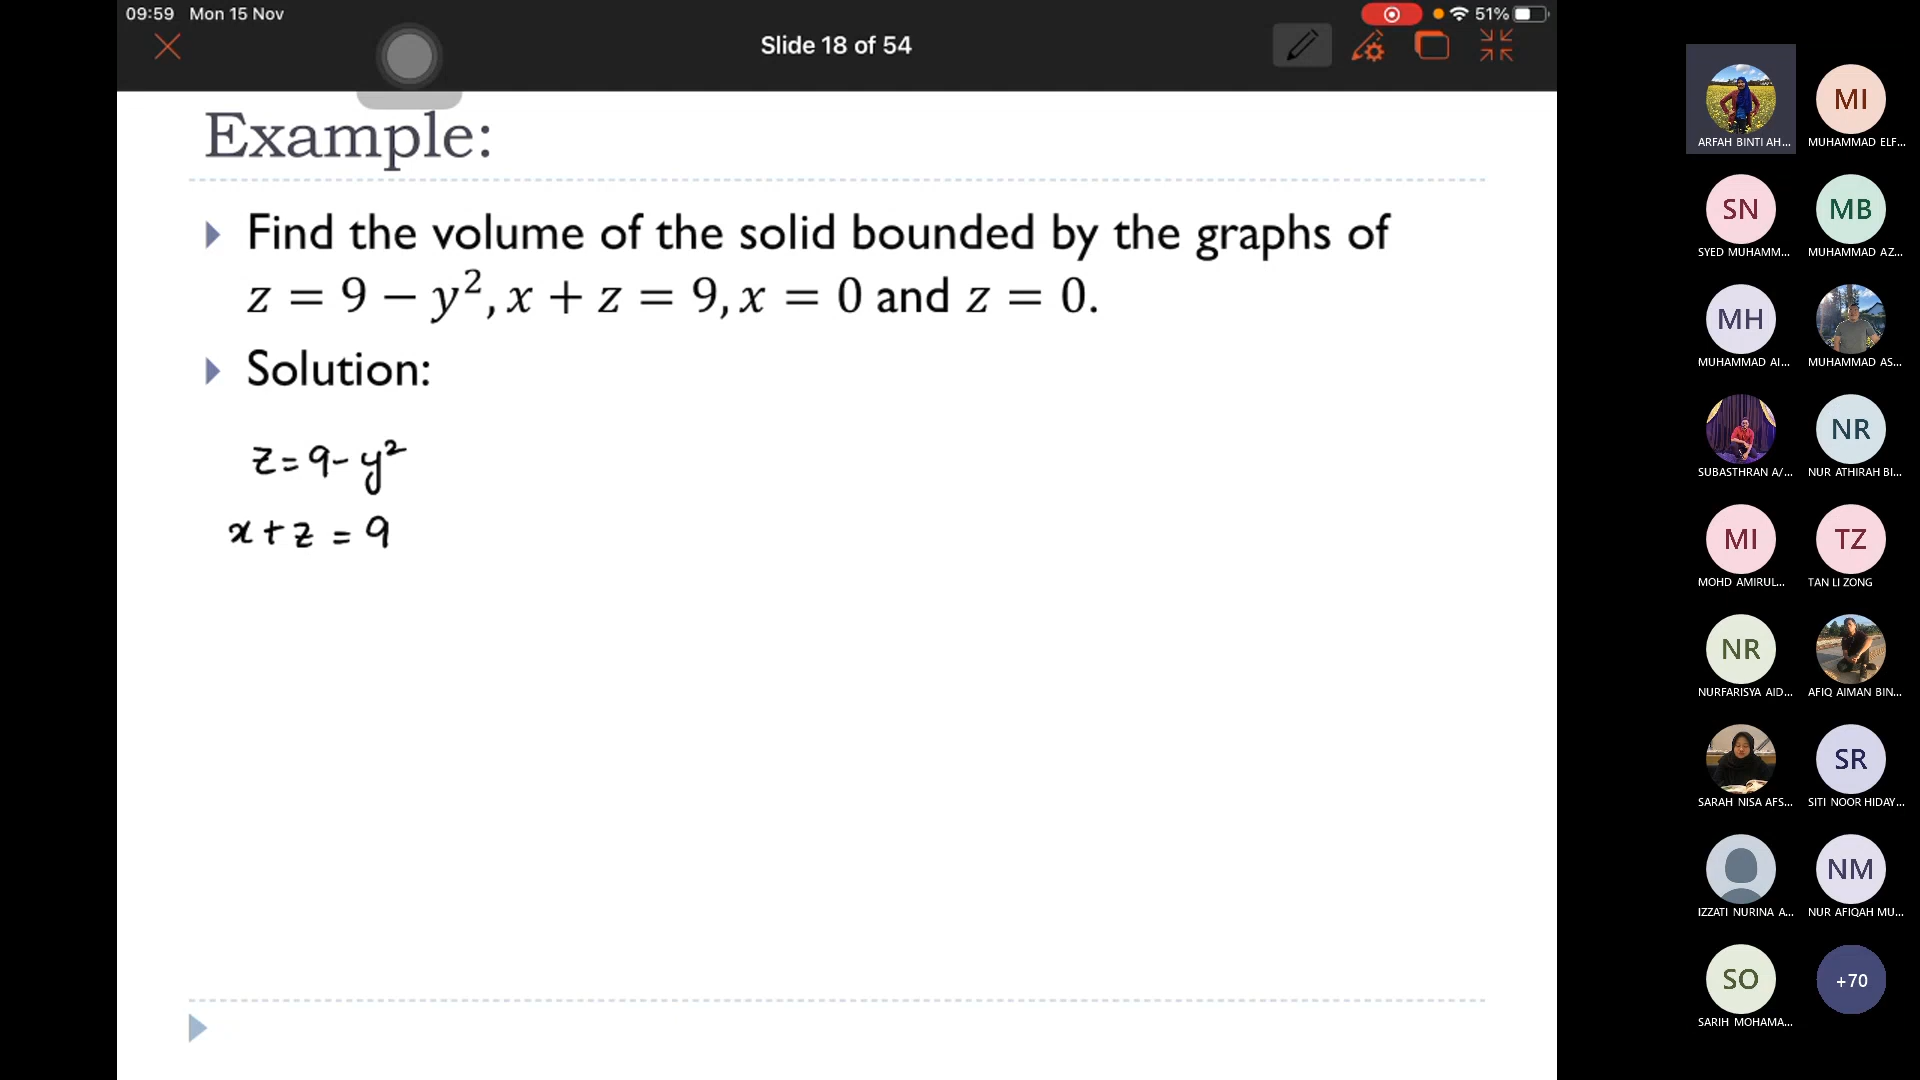 09:59 Mon 15 Nov
51%
Slide 18 of 54
Example:
Find the volume of the solid bounded by the graphs of
z = 9 − y², x + z = 9, x = 0 and z = 0.
Solution:
z = 9 - y²
x + z = 9
ARFAH BINTI AH...
MI
MUHAMMAD ELF...
SN
SYED MUHAMM...
MB
MUHAMMAD AZ...
MH
MUHAMMAD AI...
MUHAMMAD AS...
SUBASTHRAN A/...
NR
NUR ATHIRAH BI...
MI
MOHD AMIRUL...
TZ
TAN LI ZONG
NR
NURFARISYA AID...
AFIQ AIMAN BIN...
SARAH NISA AFS...
SR
SITI NOOR HIDAY...
IZZATI NURINA A...
NM
NUR AFIQAH MU...
SO
SARIH MOHAMA...
+70